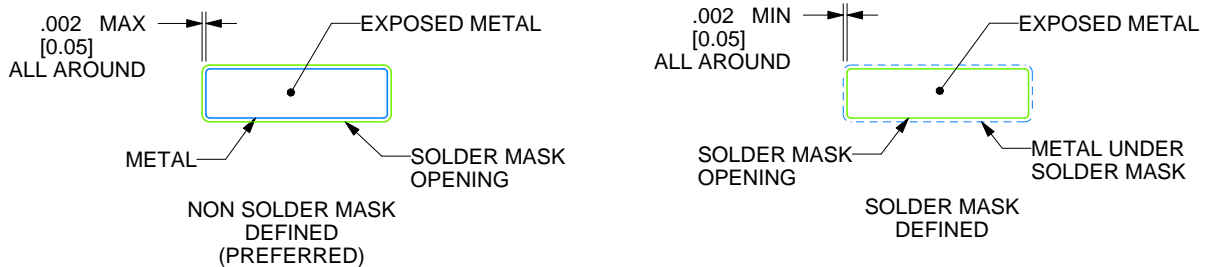 .002 MAX
[0.05]
ALL AROUND
EXPOSED METAL
METAL
SOLDER MASK
OPENING
NON SOLDER MASK
DEFINED
(PREFERRED)
.002 MIN
[0.05]
ALL AROUND
EXPOSED METAL
SOLDER MASK
OPENING
METAL UNDER
SOLDER MASK
SOLDER MASK
DEFINED